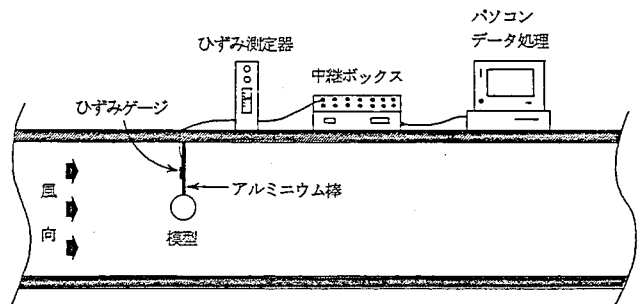 パソコン
データ処理
ひずみ測定器
中継ボックス
ひずみゲージ
風
向
アルミニウム棒
模型